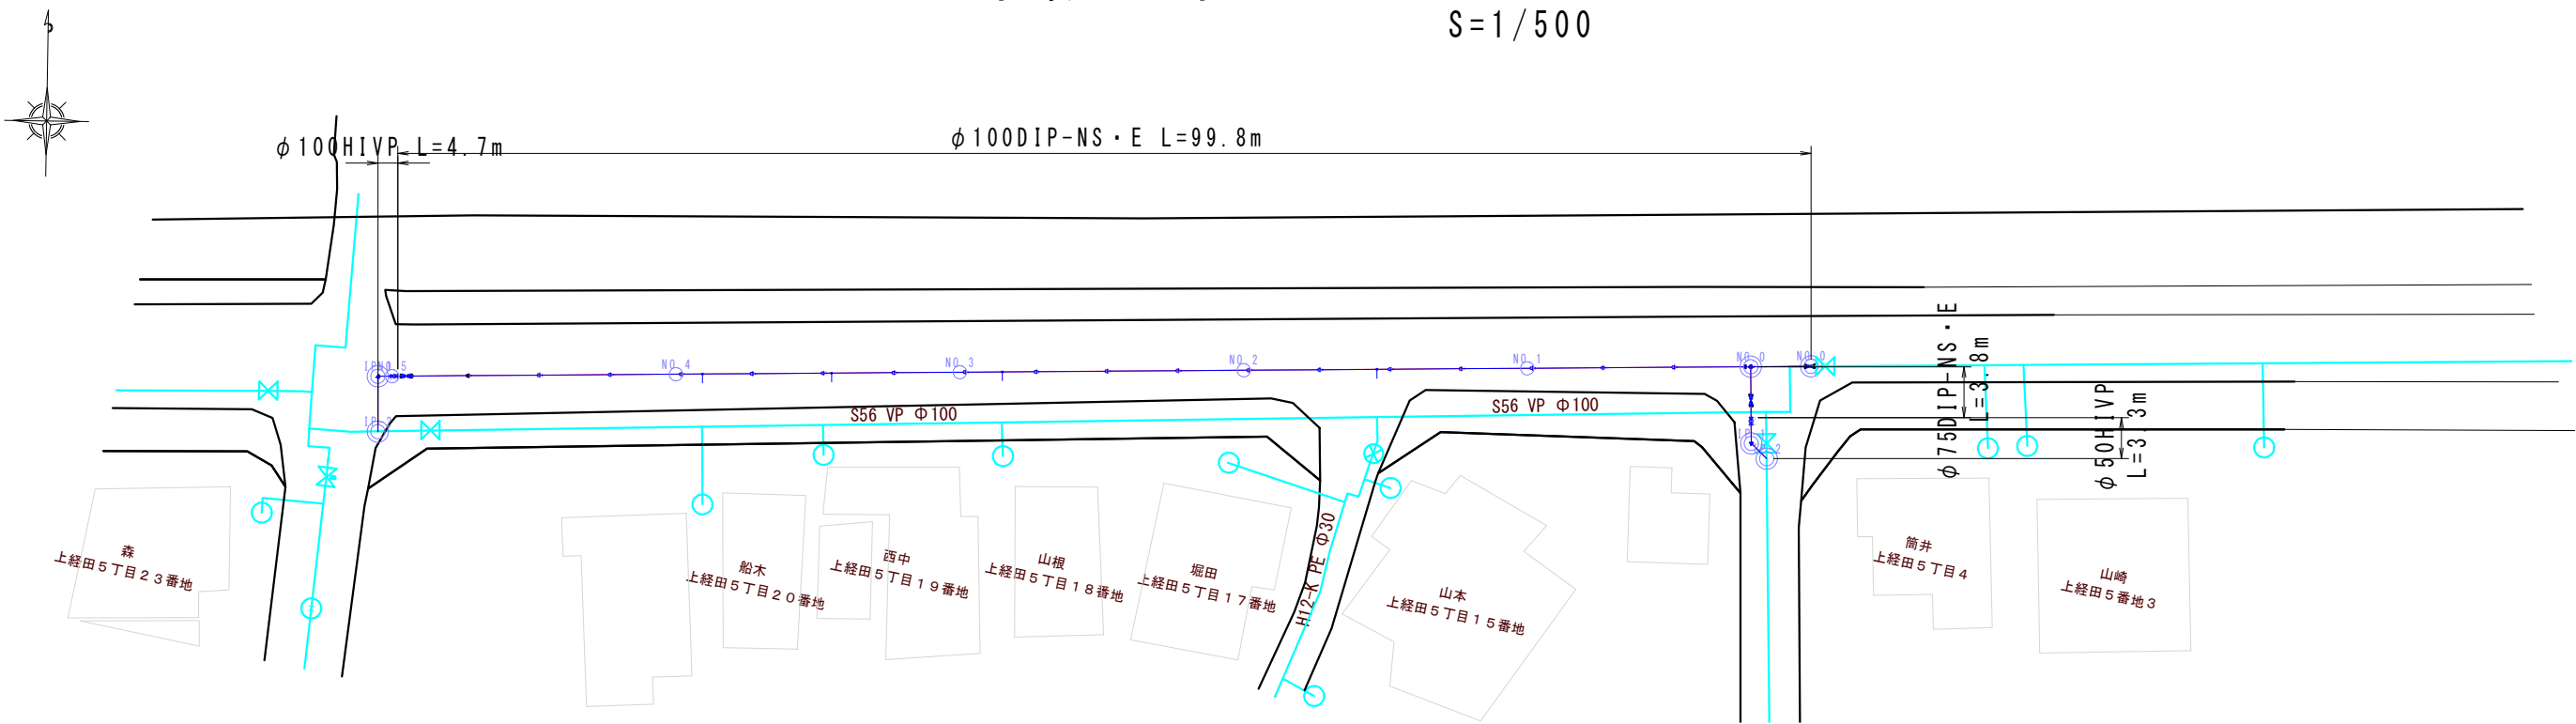 S=1/500
φ100HIVP L=4.7m
φ100DIP-NS・E L=99.8m
NO.4
NO.3
NO.2
NO.1
NO.0
NO.0
S56 VP Φ100
S56 VP Φ100
φ75DIP-NS・E
L=3.8m
φ50HIVP
L=3.3m
H12-K PE Φ30
森
上経田5丁目23番地
船木
上経田5丁目20番地
西中
上経田5丁目19番地
山根
上経田5丁目18番地
堀田
上経田5丁目17番地
山本
上経田5丁目15番地
筒井
上経田5丁目4
山崎
上経田5番地3